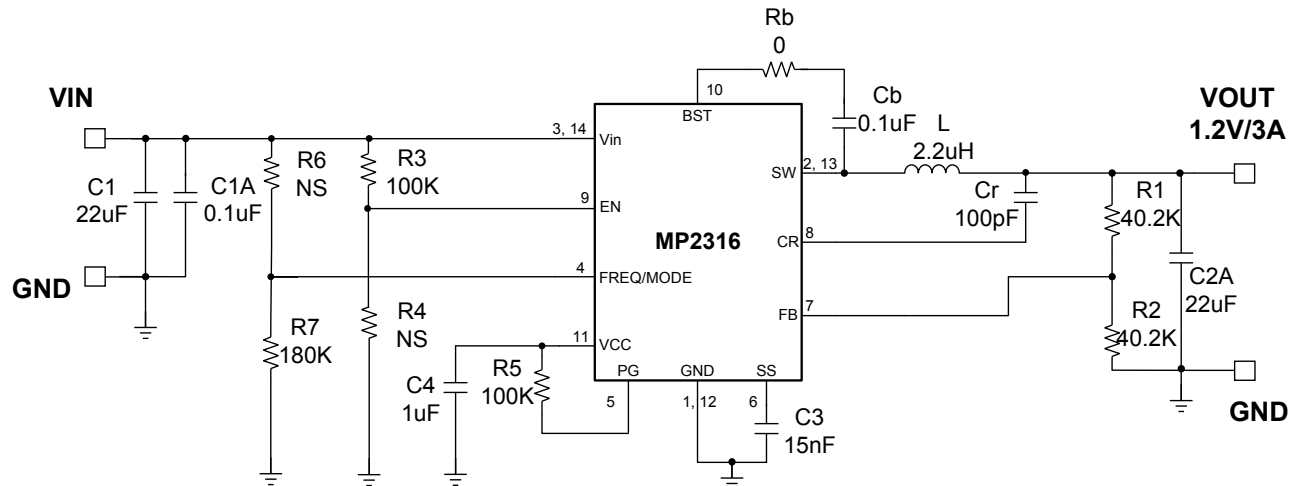 Rb
0
10
BST
VIN
Cb
0.1uF
VOUT
1.2V/3A
3, 14
Vin
L
2.2uH
R6
NS
R3
100K
C1
22uF
C1A
0.1uF
SW
2, 13
Cr
100pF
R1
40.2K
9
EN
MP2316
CR
8
4
FREQ/MODE
GND
R4
NS
FB
7
C2A
22uF
R2
40.2K
R7
180K
11
VCC
R5
100K
C4
1uF
PG
GND
SS
5
1, 12
6
C3
15nF
GND